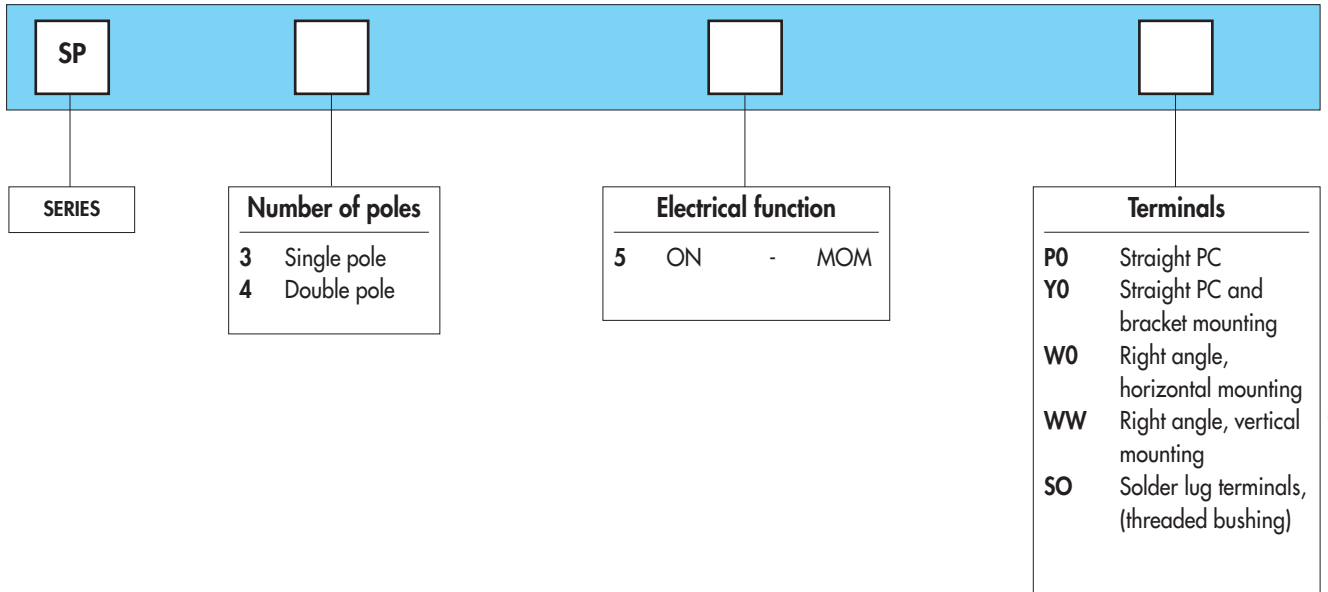 SP
SERIES
Number of poles
3 Single pole
4 Double pole
Electrical function
5 ON - MOM
Terminals
P0 Straight PC
Y0 Straight PC and
bracket mounting
W0 Right angle,
horizontal mounting
WW Right angle, vertical
mounting
SO Solder lug terminals,
(threaded bushing)